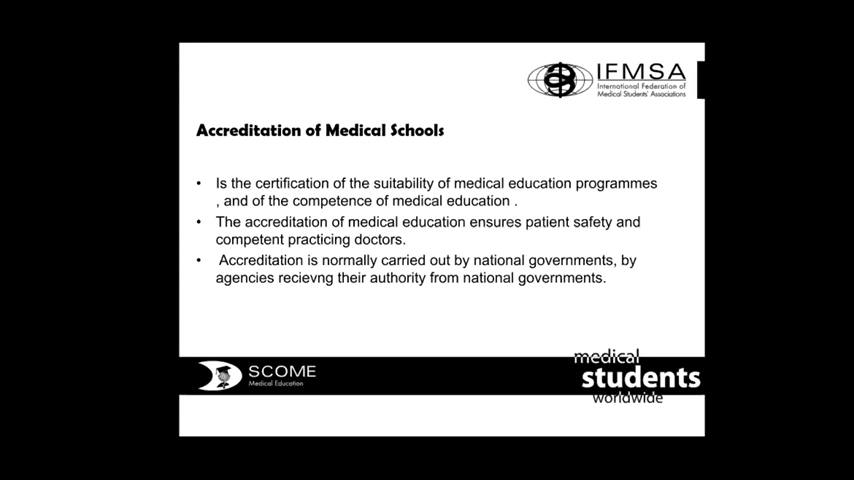 IFMSA
International Federation of
Medical Students' Associations
Accreditation of Medical Schools
• Is the certification of the suitability of medical education programmes
, and of the competence of medical education .
• The accreditation of medical education ensures patient safety and
competent practicing doctors.
• Accreditation is normally carried out by national governments, by
agencies recievng their authority from national governments.
SCOME
Medical Education
medical
students
worldwide